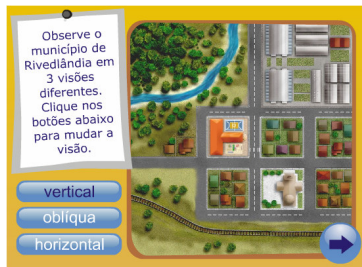 Observe o
município de
Rivedlândia em
3 visões
diferentes.
Clique nos
botões abaixo
para mudar a
visão.
vertical
oblíqua
horizontal